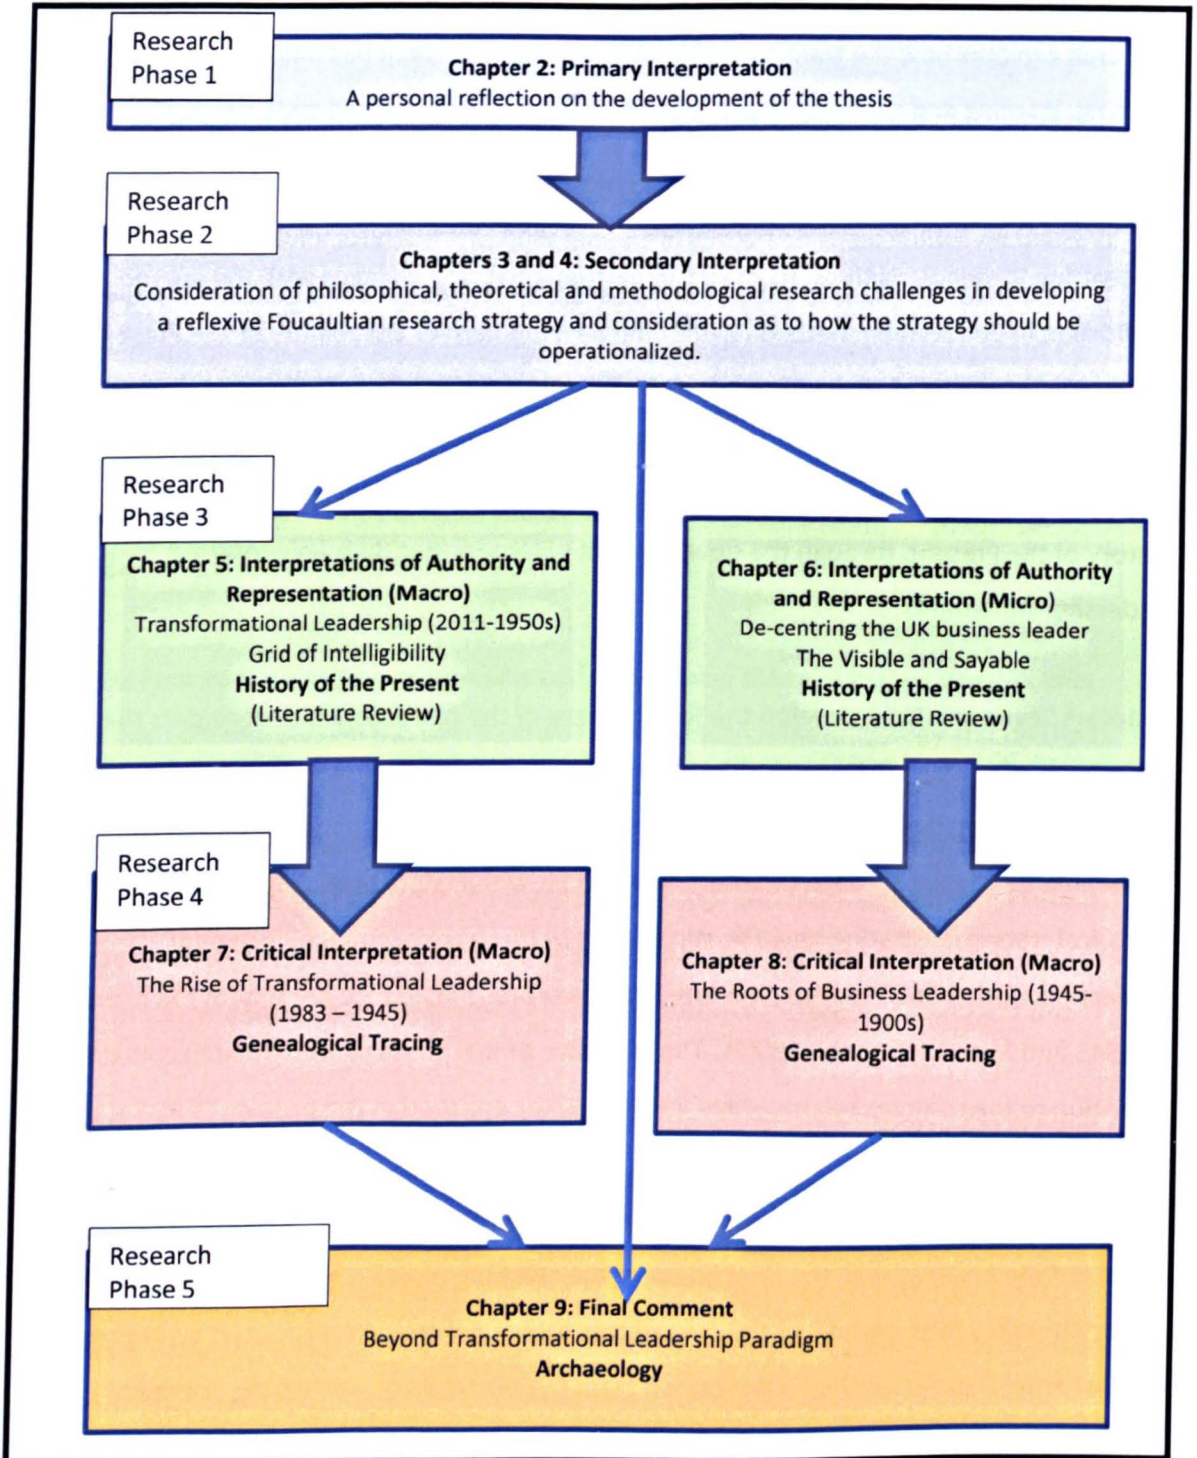 Research
Phase 1
Chapter 2: Primary Interpretation
A personal reflection on the development of the thesis
Research
Phase 2
Chapters 3 and 4: Secondary Interpretation
Consideration of philosophical, theoretical and methodological research challenges in developing
a reflexive Foucaultian research strategy and consideration as to how the strategy should be
operationalized.
Research
Phase 3
Chapter 5: Interpretations of Authority and
Representation (Macro)
Transformational Leadership (2011-1950s)
Grid of Intelligibility
History of the Present
(Literature Review)
Chapter 6: Interpretations of Authority
and Representation (Micro)
De-centring the UK business leader
The Visible and Sayable
History of the Present
(Literature Review)
Research
Phase 4
Chapter 7: Critical Interpretation (Macro)
The Rise of Transformational Leadership
(1983 – 1945)
Genealogical Tracing
Chapter 8: Critical Interpretation (Macro)
The Roots of Business Leadership (1945-
1900s)
Genealogical Tracing
Research
Phase 5
Chapter 9: Final Comment
Beyond Transformational Leadership Paradigm
Archaeology